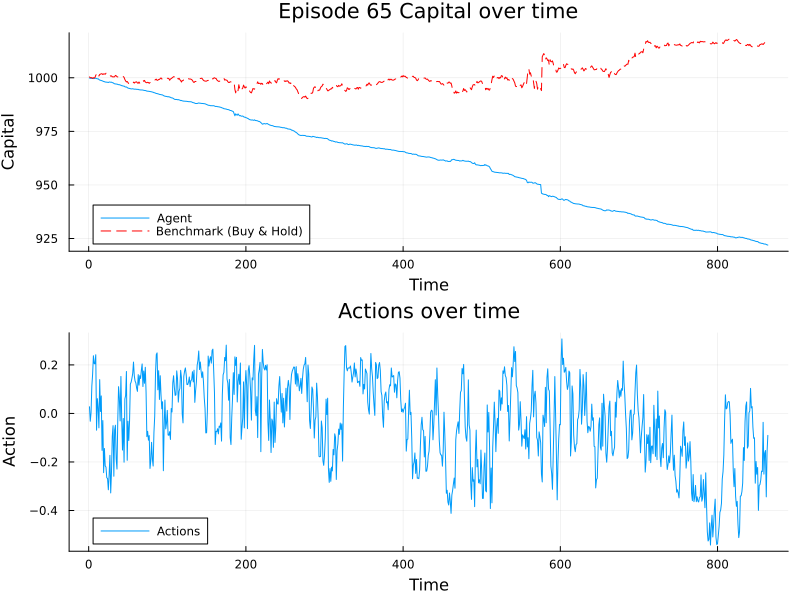 Episode 65 Capital over time
Capital
1000
975
950
925
Agent
Benchmark (Buy & Hold)
0 200 400 600 800
Time
Actions over time
Action
0.2
0.0
−0.2
−0.4
Actions
0 200 400 600 800
Time